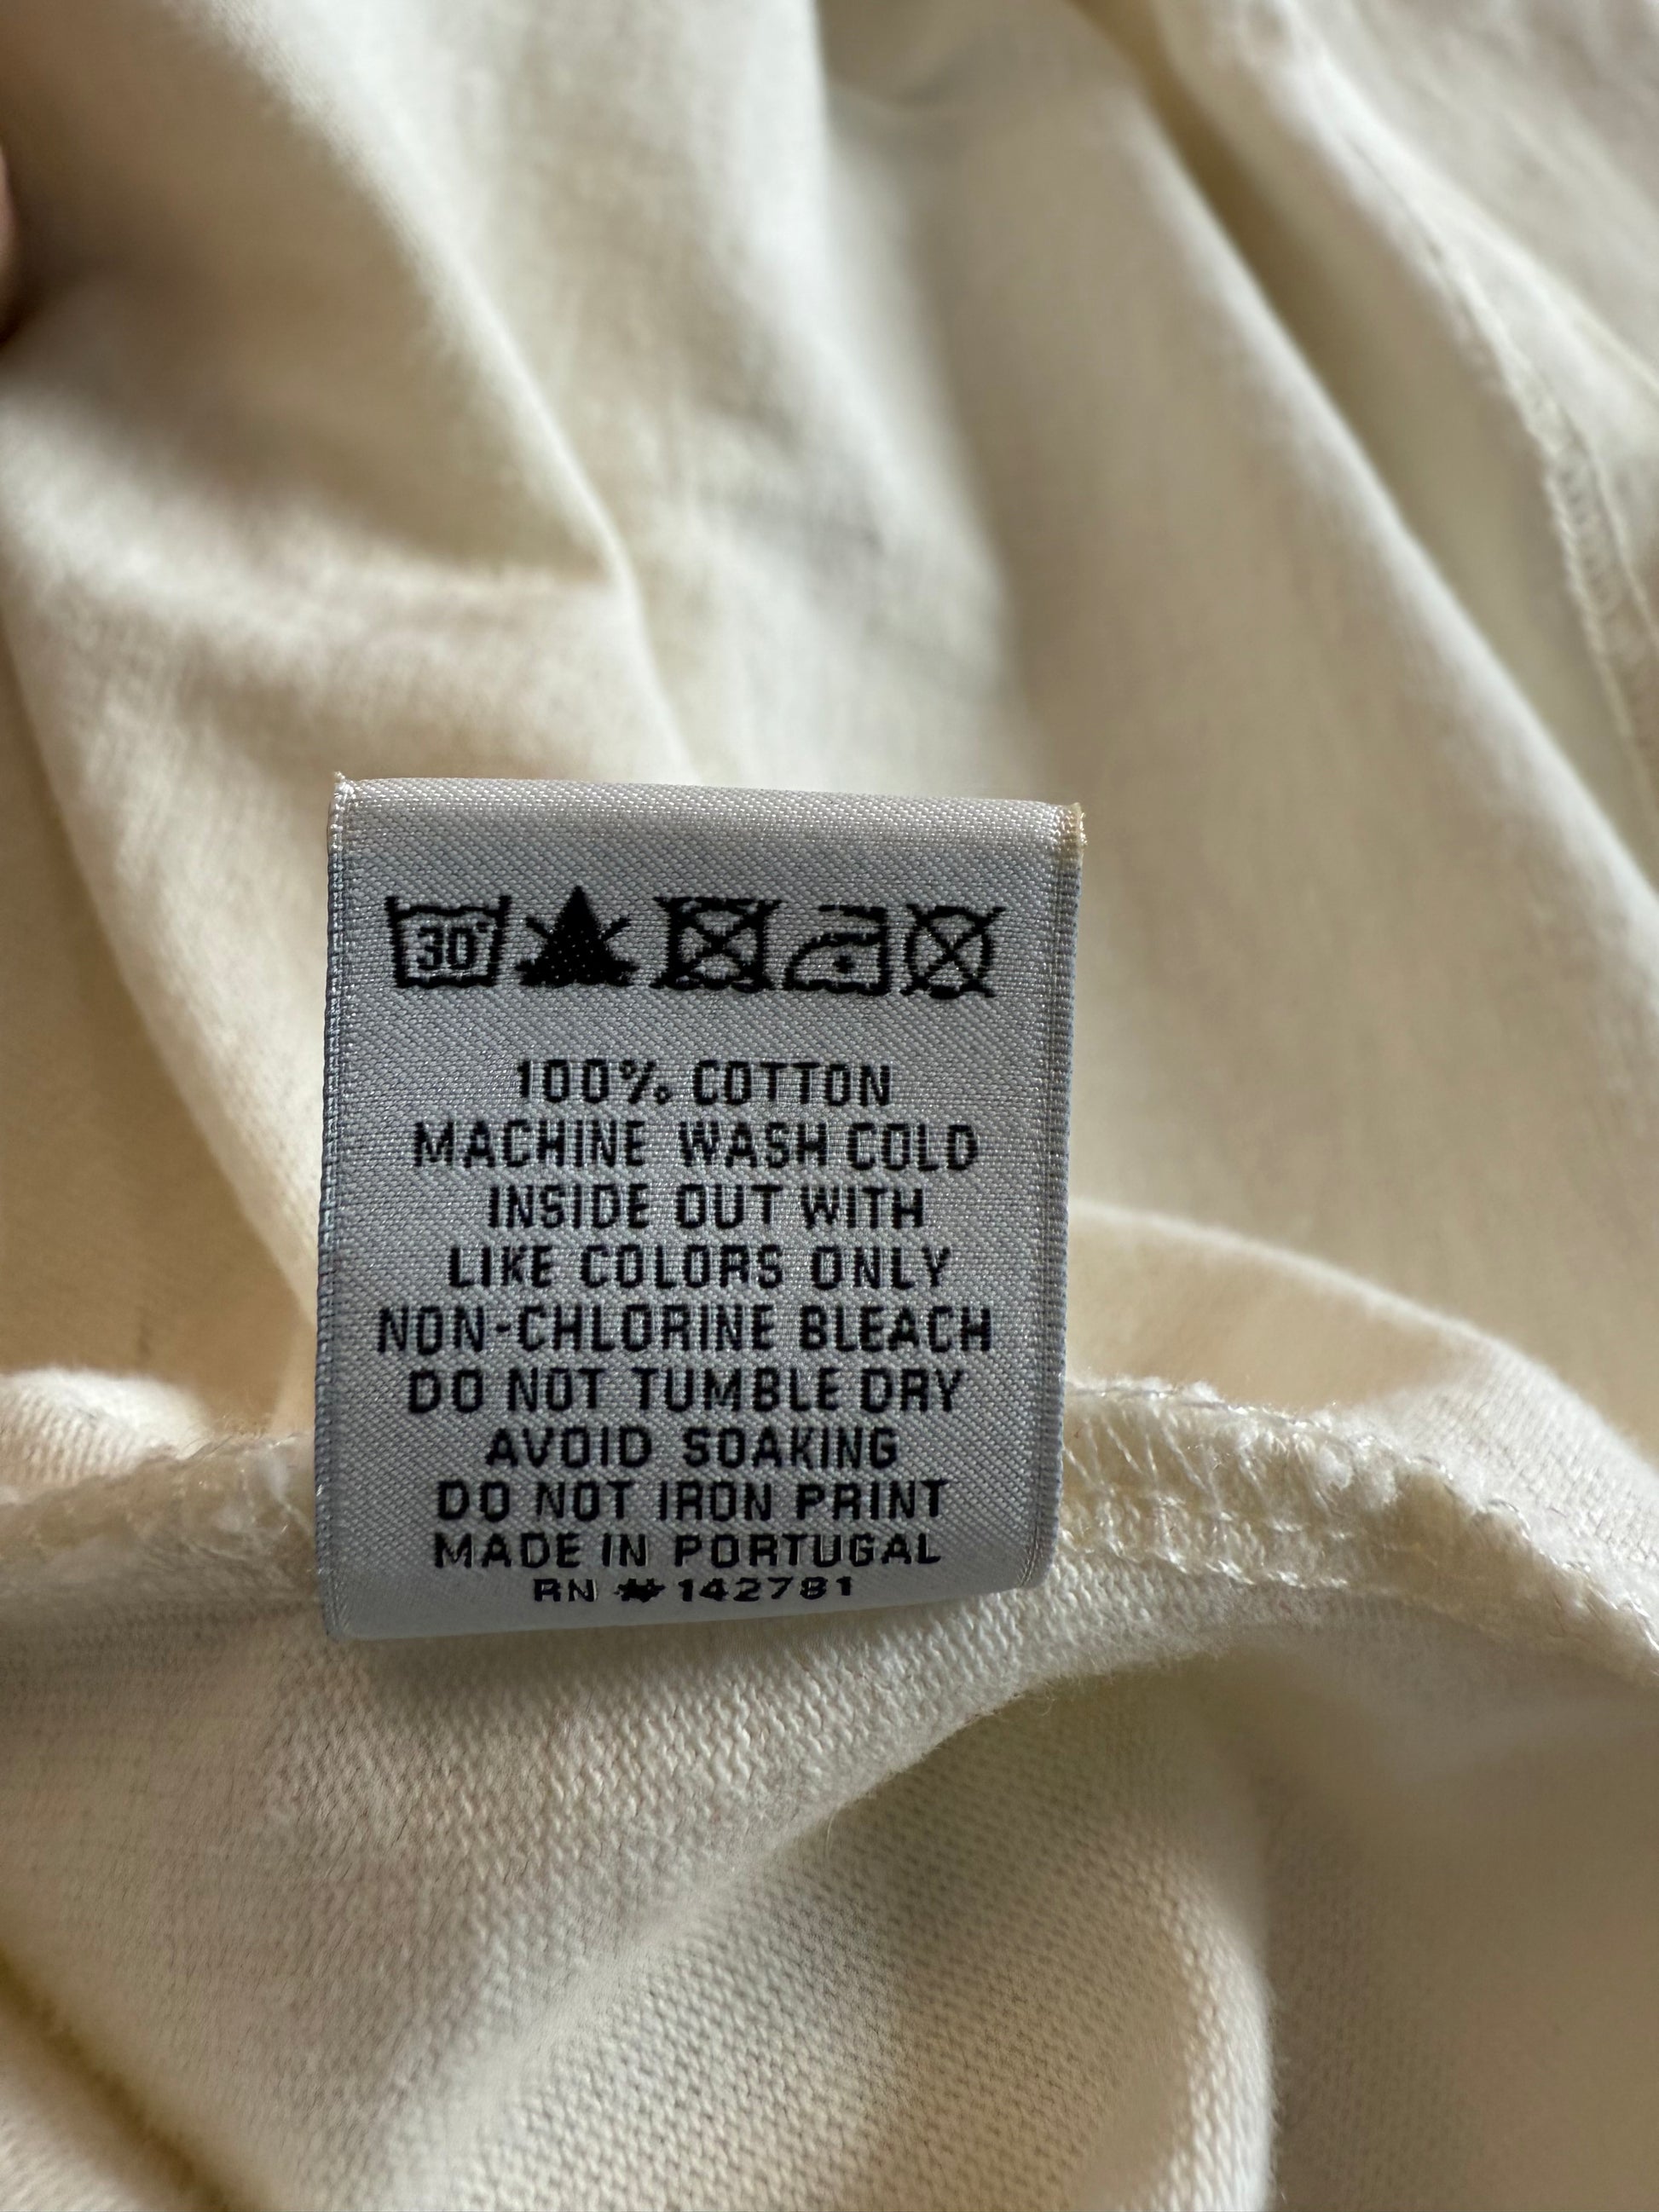 30°
100% COTTON
MACHINE WASH COLD
INSIDE OUT WITH
LIKE COLORS ONLY
NON-CHLORINE BLEACH
DO NOT TUMBLE DRY
AVOID SOAKING
DO NOT IRON PRINT
MADE IN PORTUGAL
RN #142781